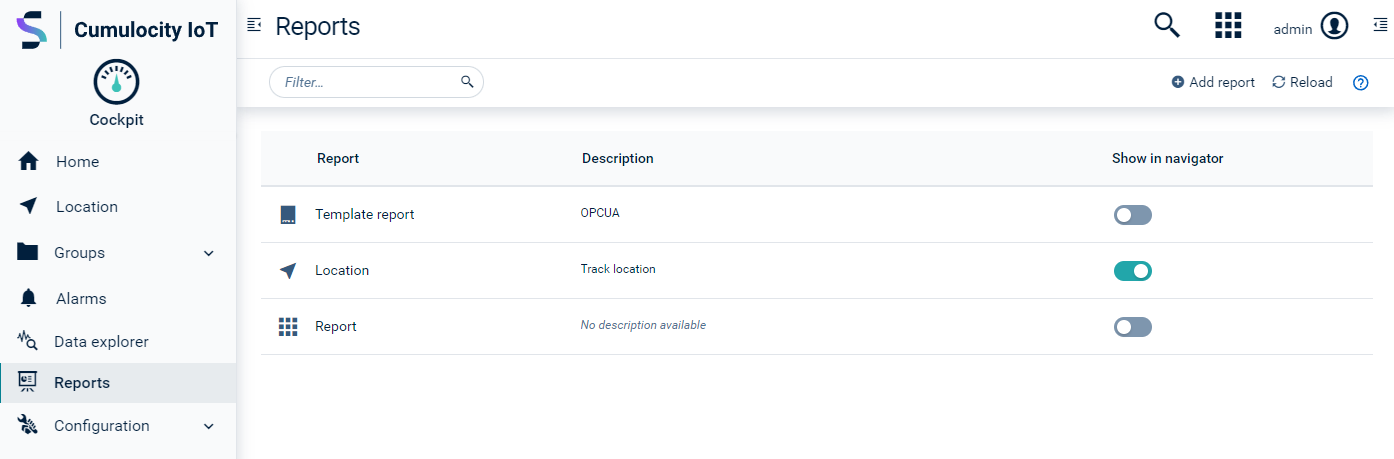 Cumulocity IoT
Cockpit
Home
Location
Groups
Alarms
Data explorer
Reports
Configuration
Reports
admin
Filter...
Add report
Reload
?
Report Description Show in navigator
Template report OPCUA
Location Track location
Report No description available